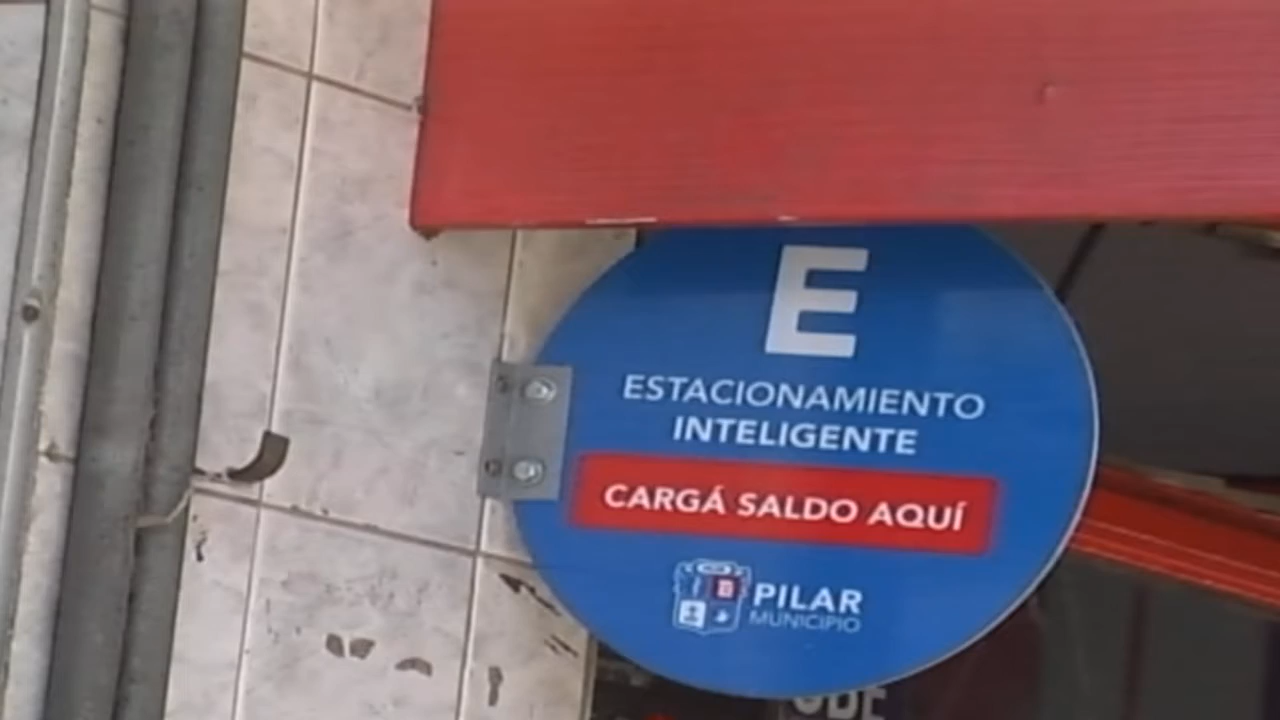 E
ESTACIONAMIENTO
INTELIGENTE
CARGÁ SALDO AQUÍ
PILAR
MUNICIPIO